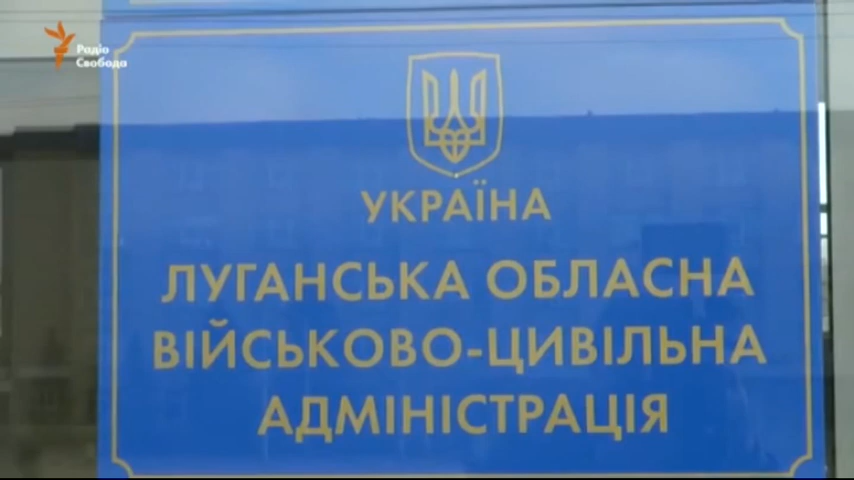 Радіо
Свобода
УКРАЇНА
ЛУГАНСЬКА ОБЛАСНА
ВІЙСЬКОВО-ЦИВІЛЬНА
АДМІНІСТРАЦІЯ